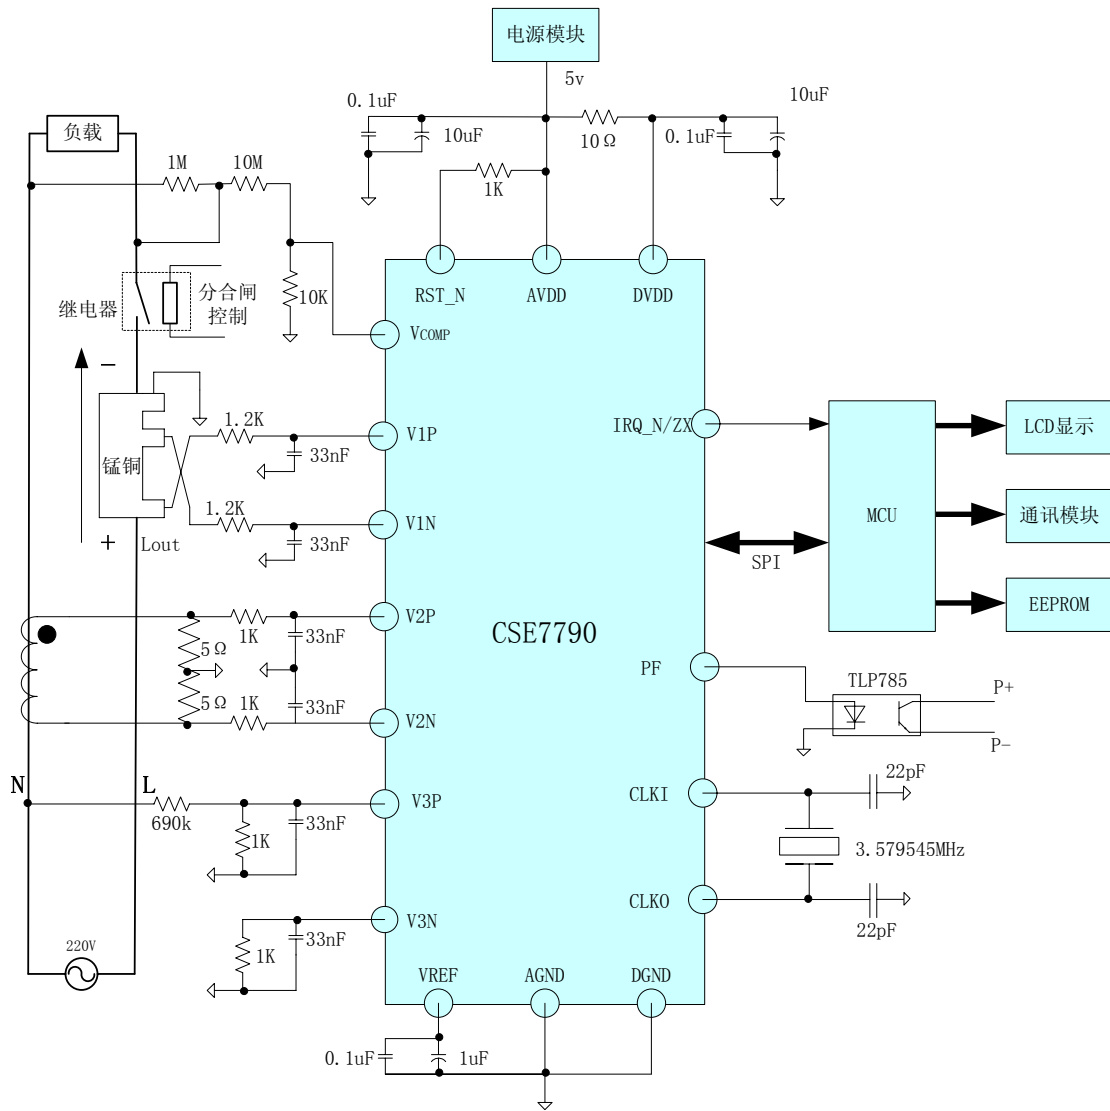 电源模块
5v
0.1uF
10uF
10Ω
0.1uF
10uF
负载
1M
10M
1K
RST_N
AVDD
DVDD
继电器
分合闸
控制
10K
VCOMP
−
1.2K
V1P
33nF
锰铜
1.2K
V1N
33nF
+
Lout
IRQ_N/ZX
MCU
LCD显示
通讯模块
SPI
EEPROM
CSE7790
V2P
1K
33nF
5Ω
5Ω
1K
33nF
V2N
PF
TLP785
P+
P-
N
L
690k
V3P
33nF
1K
CLKI
22pF
3.579545MHz
CLKO
22pF
V3N
33nF
1K
220V
VREF
AGND
DGND
0.1uF
1uF